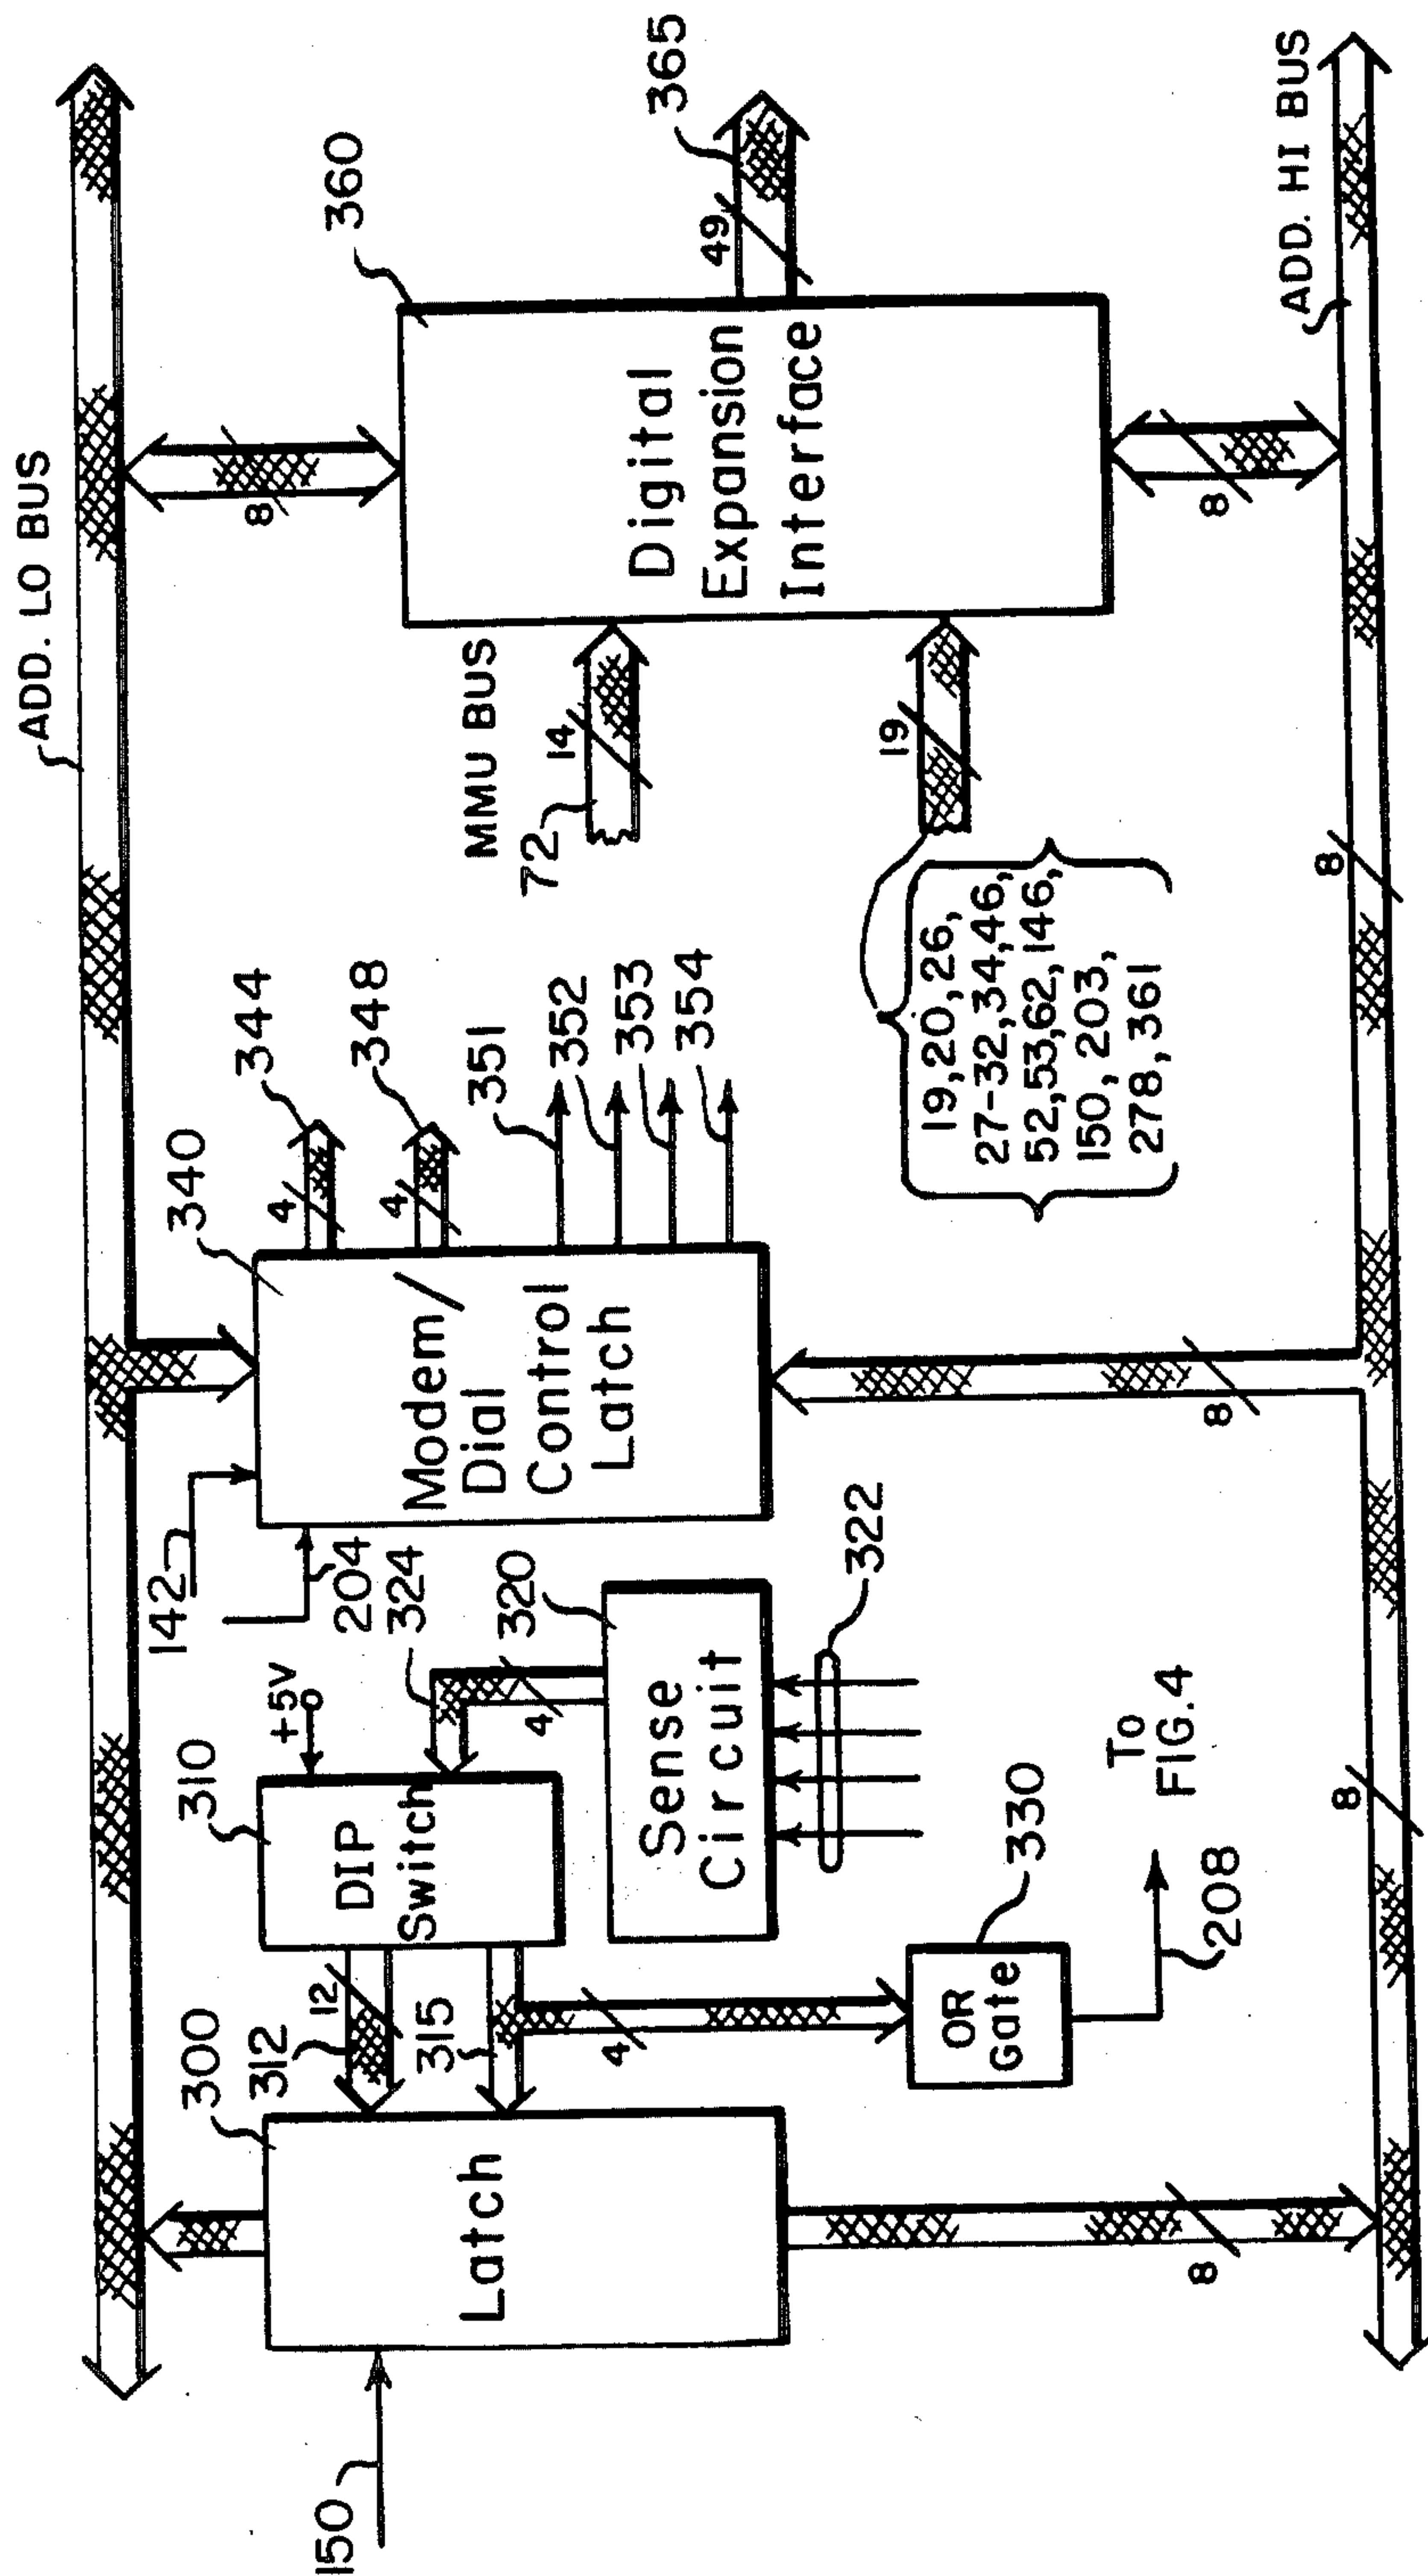 ADD. LO BUS
150
300
Latch
8
312
12
315
310
DIP
Switch
+5V
324
4
320
Sense
Circuit
322
4
330
OR
Gate
208
To
FIG. 4
142
204
340
Modem/
Dial
Control
Latch
8
4
344
4
348
351
352
353
354
MMU BUS
72
14
19
19,20,26,
27-32,34,46,
52,53,62,146,
150, 203,
278, 361
360
Digital
Expansion
Interface
8
8
49
365
8
8
ADD. HI BUS